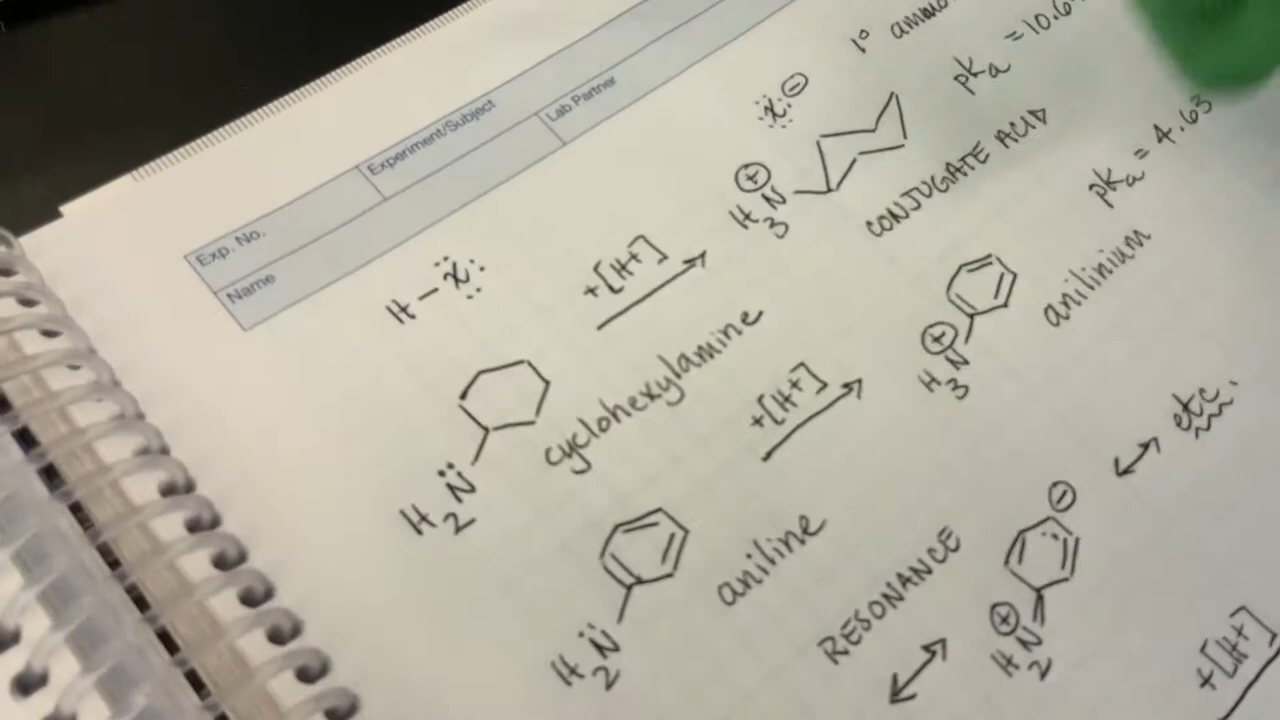 Exp. No.
Experiment/Subject
Name
Lab Partner
1°
pKa = 10.6
H–X:
+[H+]
:X:⊖
H3N⊕
CONJUGATE ACID
H2N̈
cyclohexylamine
pKa = 4.63
+[H+]
H3N⊕
anilinium
H2N̈
aniline
RESONANCE
⊕
H2N
⊖
etc.
+[H+]